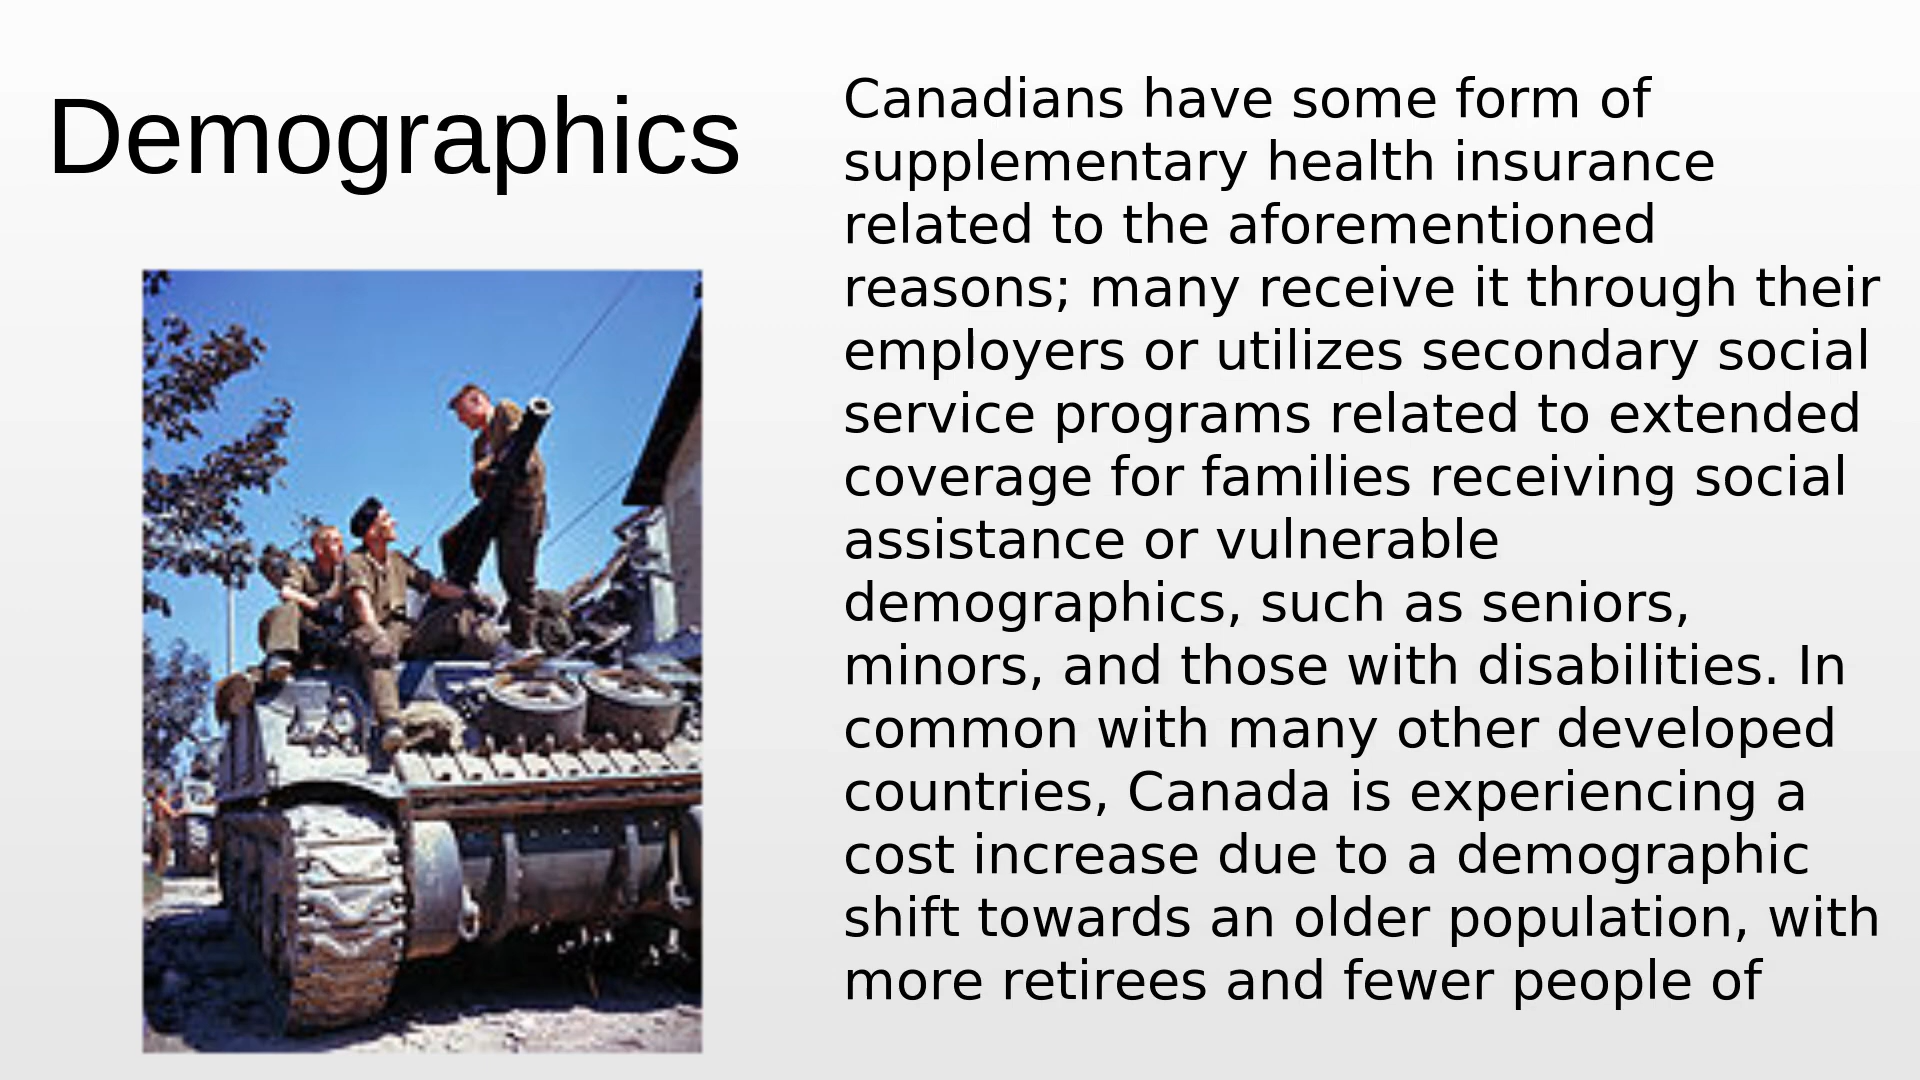 Demographics
Canadians have some form of
supplementary health insurance
related to the aforementioned
reasons; many receive it through their
employers or utilizes secondary social
service programs related to extended
coverage for families receiving social
assistance or vulnerable
demographics, such as seniors,
minors, and those with disabilities. In
common with many other developed
countries, Canada is experiencing a
cost increase due to a demographic
shift towards an older population, with
more retirees and fewer people of